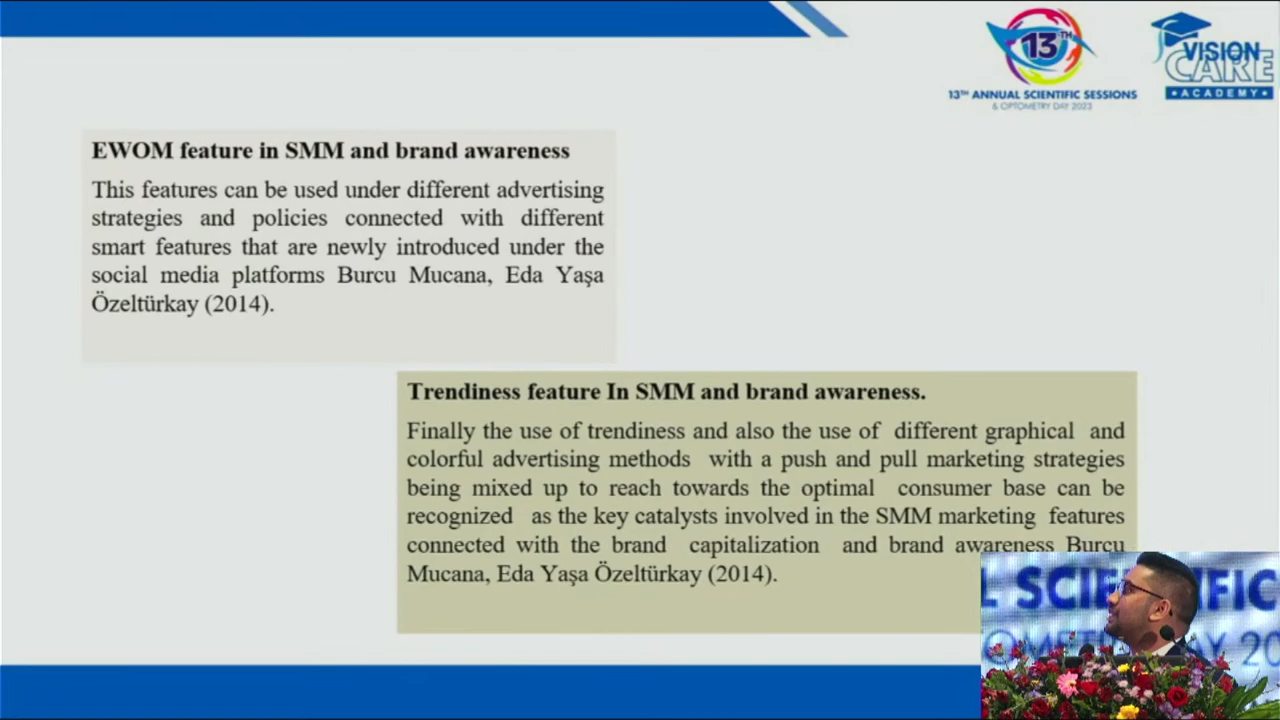 13TH
13TH ANNUAL SCIENTIFIC SESSIONS
& OPTOMETRY DAY 2023
VISION
CARE
ACADEMY
EWOM feature in SMM and brand awareness
This features can be used under different advertising
strategies and policies connected with different
smart features that are newly introduced under the
social media platforms Burcu Mucana, Eda Yaşa
Özeltürkay (2014).
Trendiness feature In SMM and brand awareness.
Finally the use of trendiness and also the use of different graphical and
colorful advertising methods with a push and pull marketing strategies
being mixed up to reach towards the optimal consumer base can be
recognized as the key catalysts involved in the SMM marketing features
connected with the brand capitalization and brand awareness Burcu
Mucana, Eda Yaşa Özeltürkay (2014).
L SCIE FIC
OMET AY 20